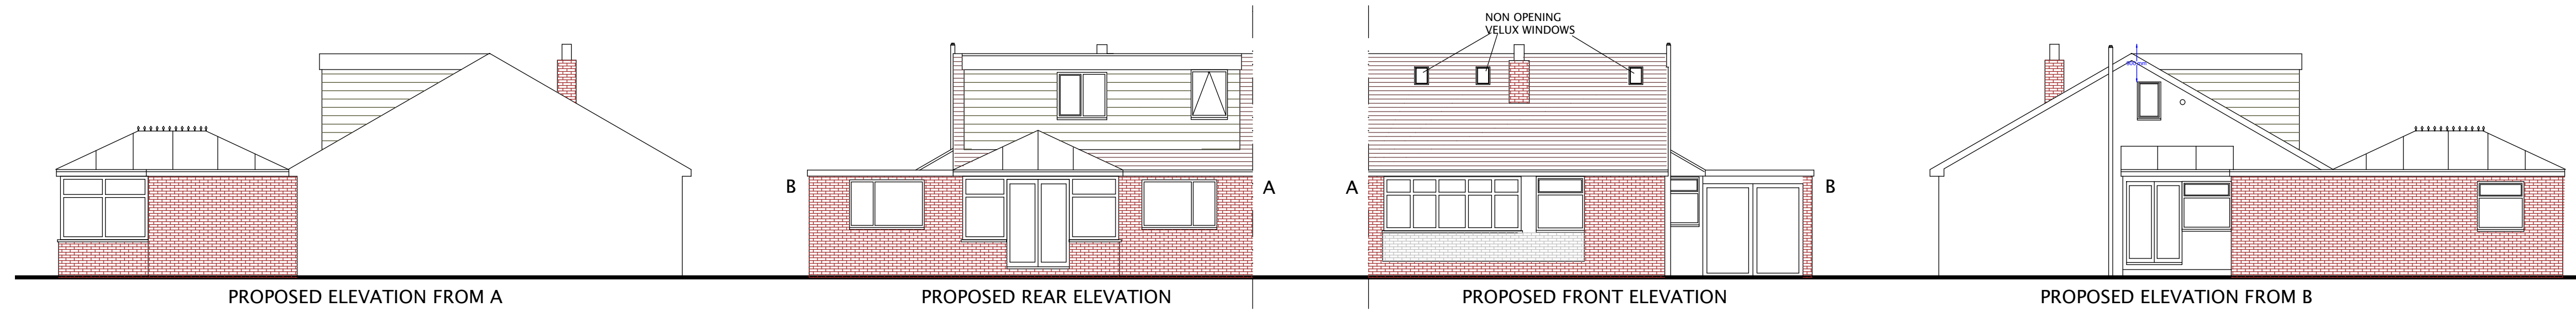 NON OPENING
VELUX WINDOWS
B
A
A
B
PROPOSED ELEVATION FROM A
PROPOSED REAR ELEVATION
PROPOSED FRONT ELEVATION
PROPOSED ELEVATION FROM B